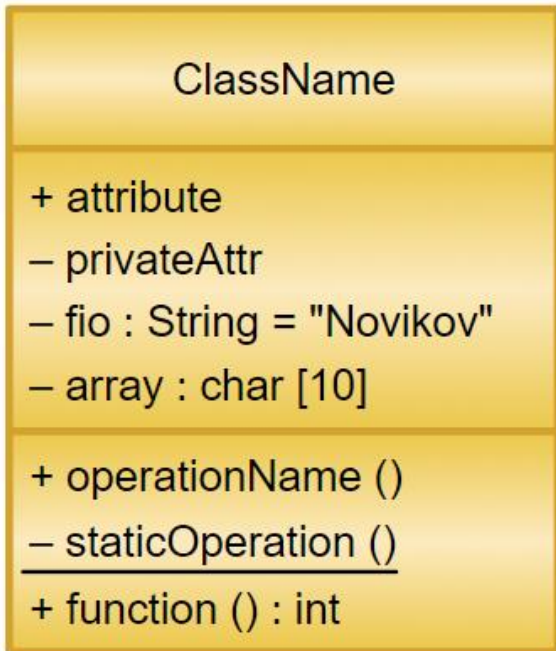 ClassName
+ attribute
– privateAttr
– fio : String = "Novikov"
– array : char [10]
+ operationName ()
– staticOperation ()
+ function () : int